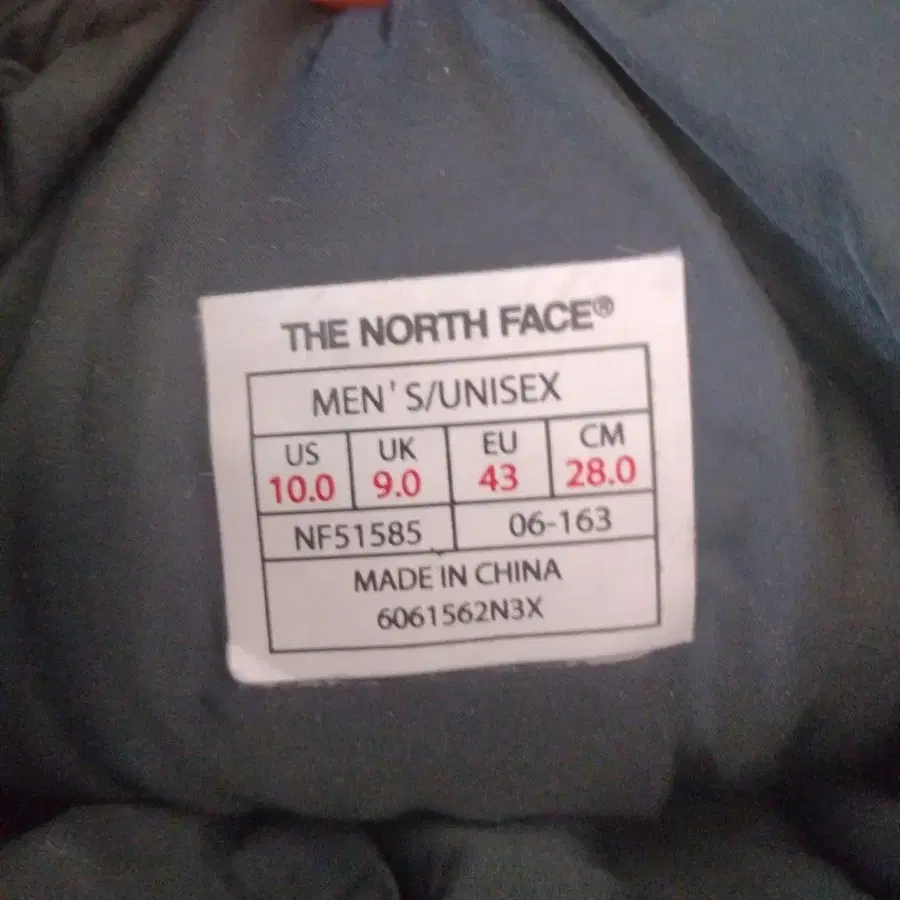 THE NORTH FACE®
MEN'S/UNISEX
US UK EU CM
10.0 9.0 43 28.0
NF51585 06-163
MADE IN CHINA
6061562N3X